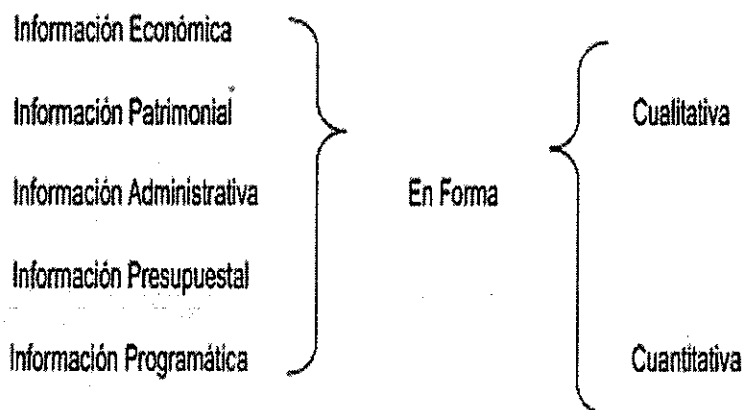 Información Económica
Información Patrimonial
Cualitativa
Información Administrativa
En Forma
Información Presupuestal
Información Programática
Cuantitativa